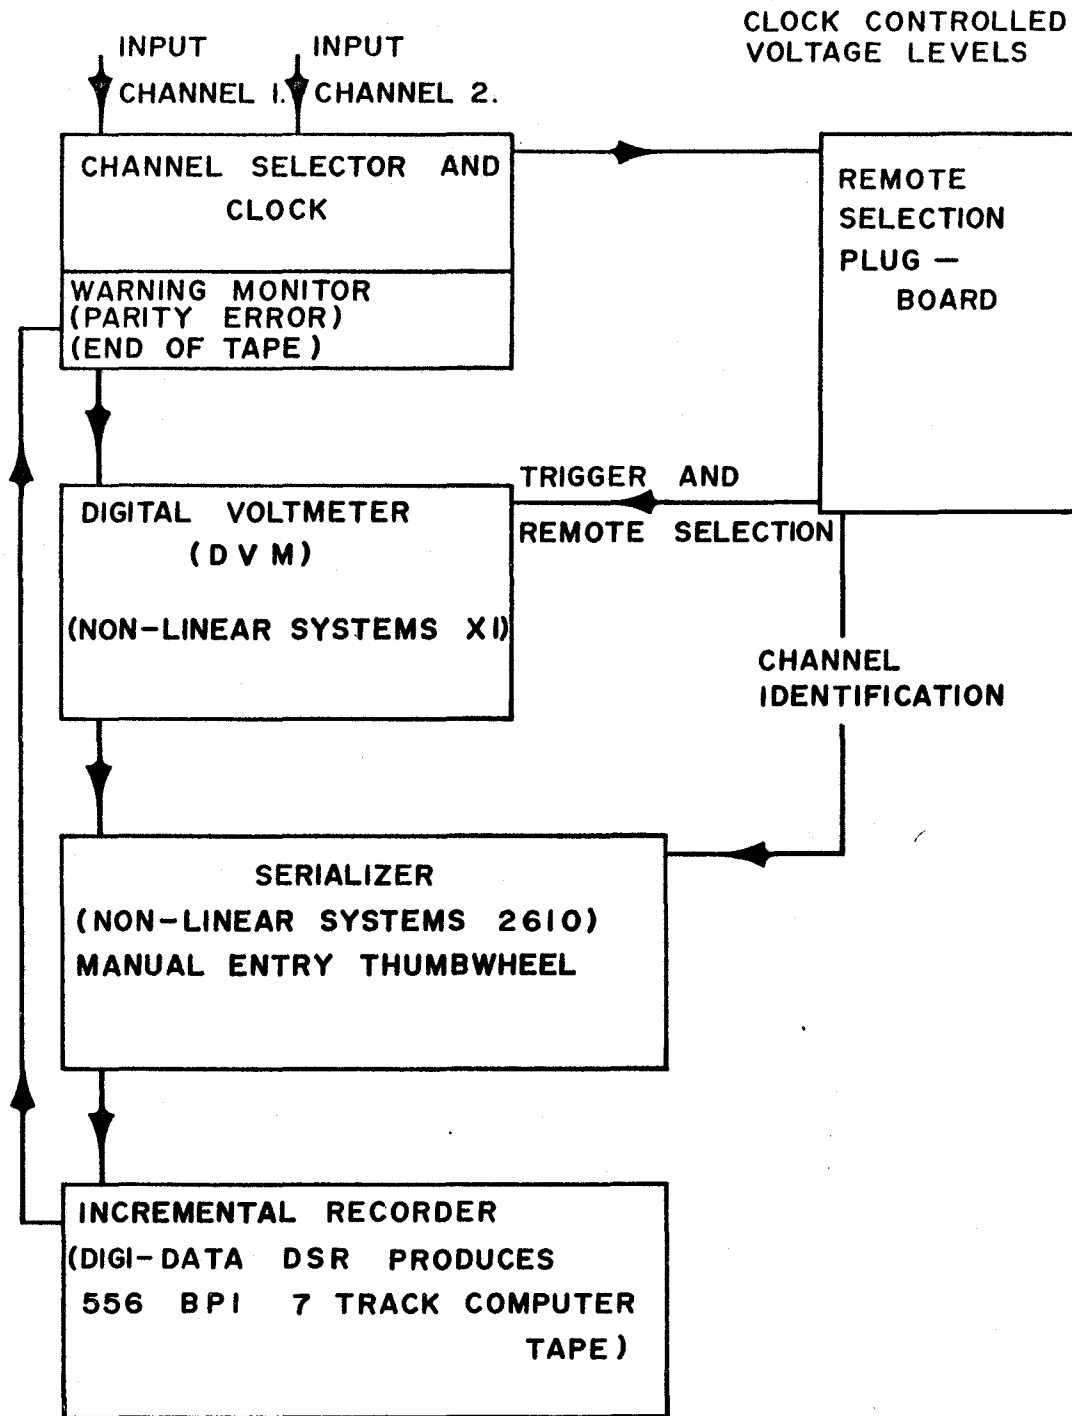 INPUT
CHANNEL 1.
INPUT
CHANNEL 2.
CLOCK CONTROLLED
VOLTAGE LEVELS
CHANNEL SELECTOR AND
CLOCK
WARNING MONITOR
(PARITY ERROR)
(END OF TAPE)
REMOTE
SELECTION
PLUG —
BOARD
TRIGGER AND
REMOTE SELECTION
DIGITAL VOLTMETER
(DVM)
(NON-LINEAR SYSTEMS X1)
CHANNEL
IDENTIFICATION
SERIALIZER
(NON-LINEAR SYSTEMS 2610)
MANUAL ENTRY THUMBWHEEL
INCREMENTAL RECORDER
(DIGI-DATA DSR PRODUCES
556 BPI 7 TRACK COMPUTER
TAPE)